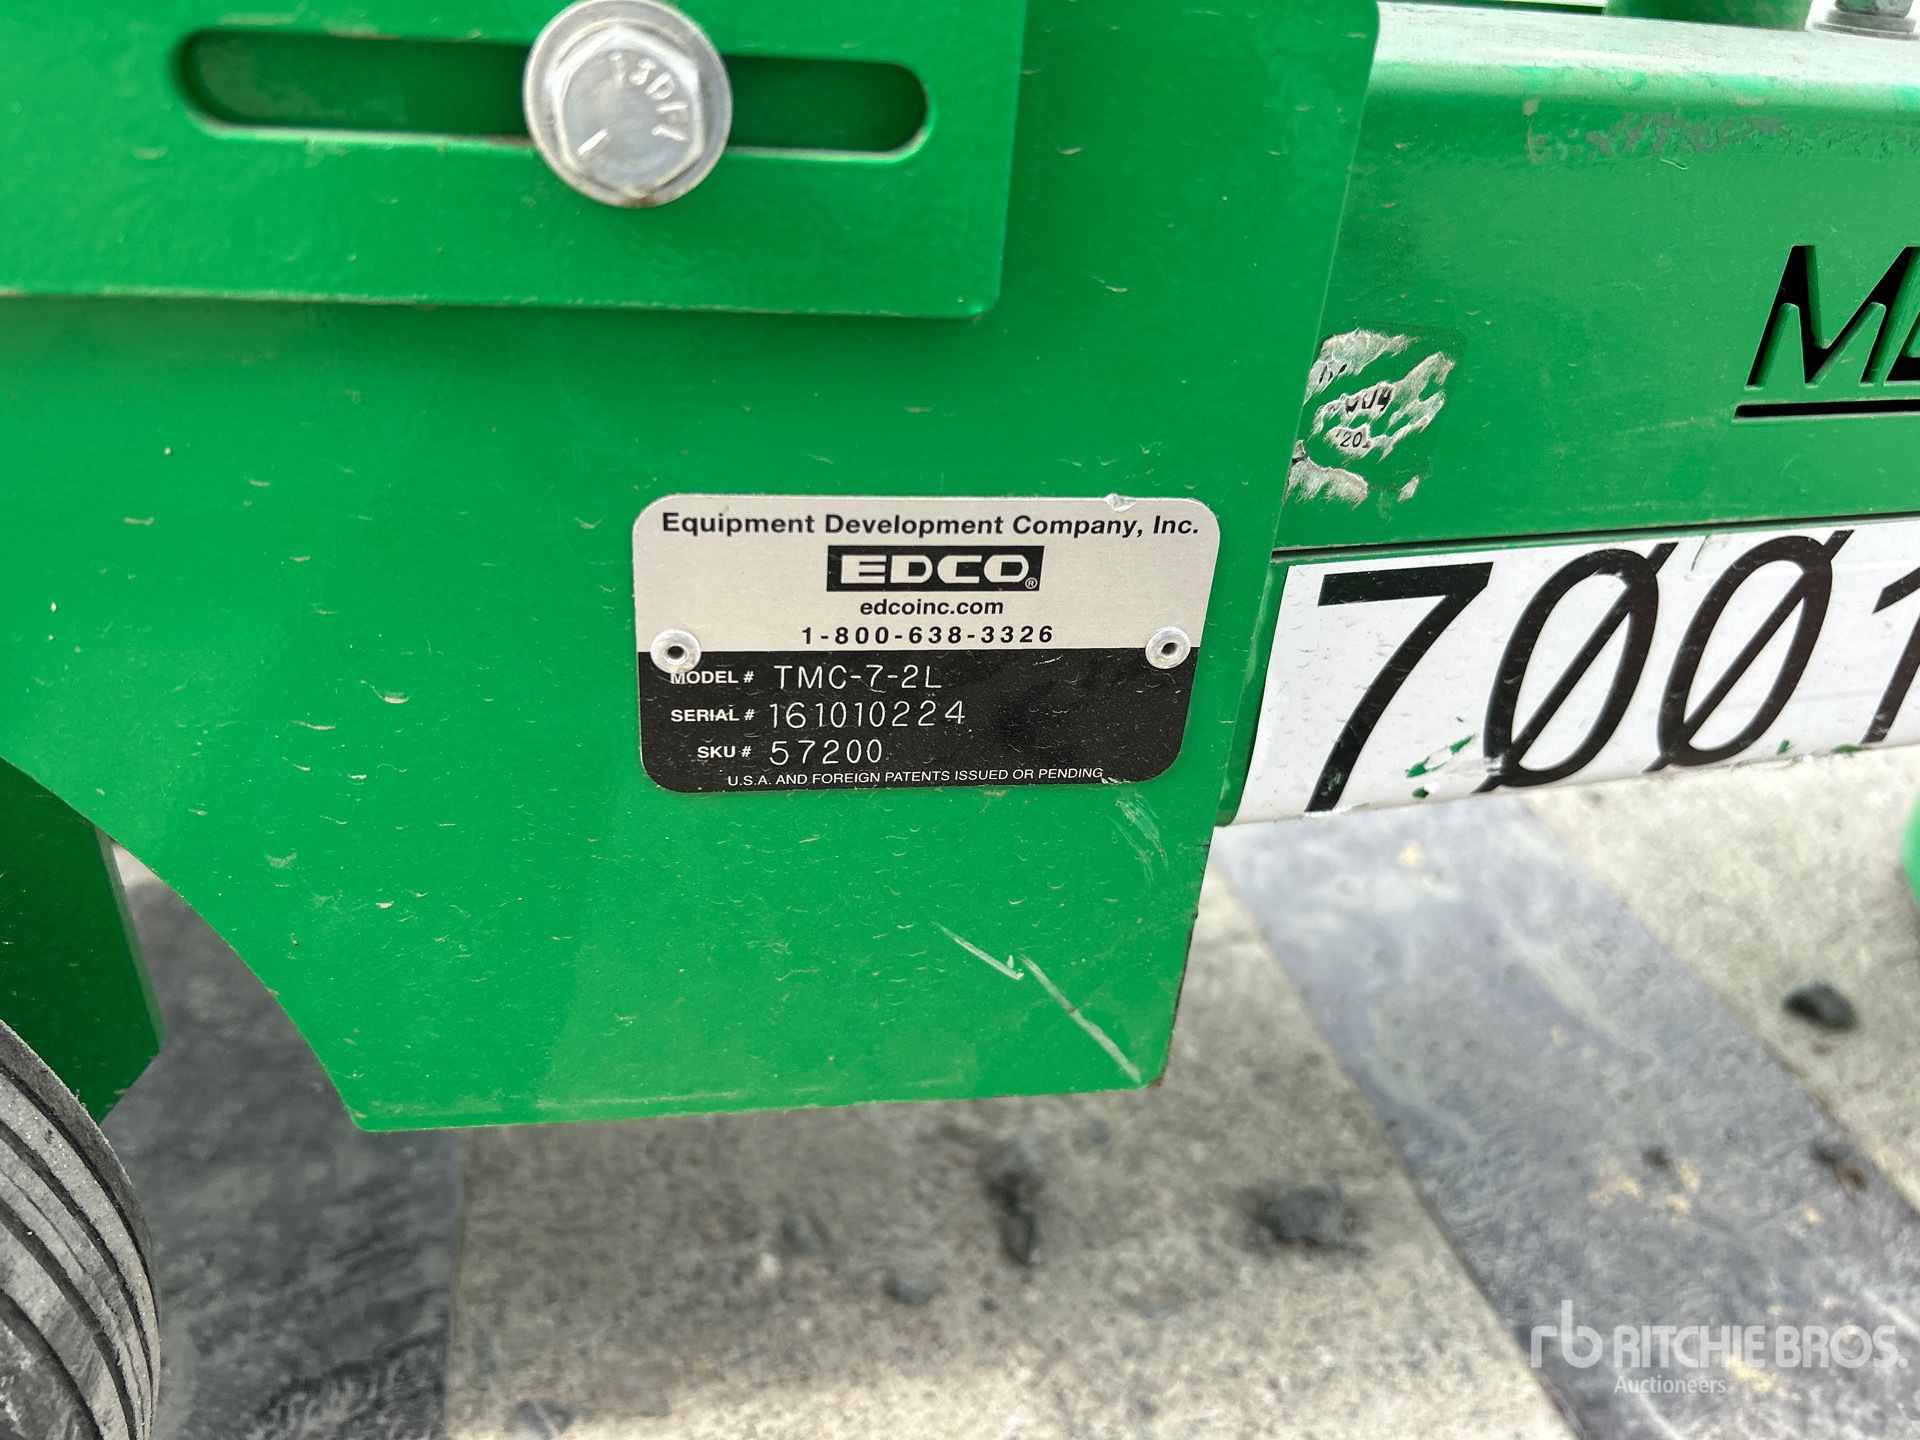 Equipment Development Company, Inc.
EDCO®
edcoinc.com
1-800-638-3326
MODEL # TMC-7-2L
SERIAL # 161010224
SKU # 57200
U.S.A. AND FOREIGN PATENTS ISSUED OR PENDING
7001
rb RITCHIE BROS.
Auctioneers